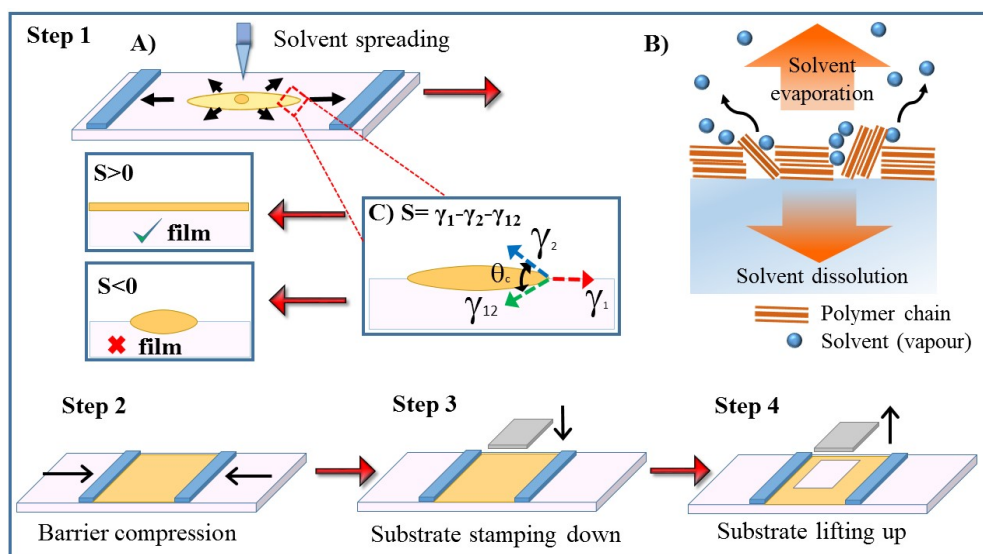 Step 1
A)
Solvent spreading
B)
Solvent
evaporation
S>0
film
C) S= γ₁-γ₂-γ₁₂
γ₂
θc
γ₁₂
γ₁
S<0
film
Solvent dissolution
Polymer chain
Solvent (vapour)
Step 2
Barrier compression
Step 3
Substrate stamping down
Step 4
Substrate lifting up